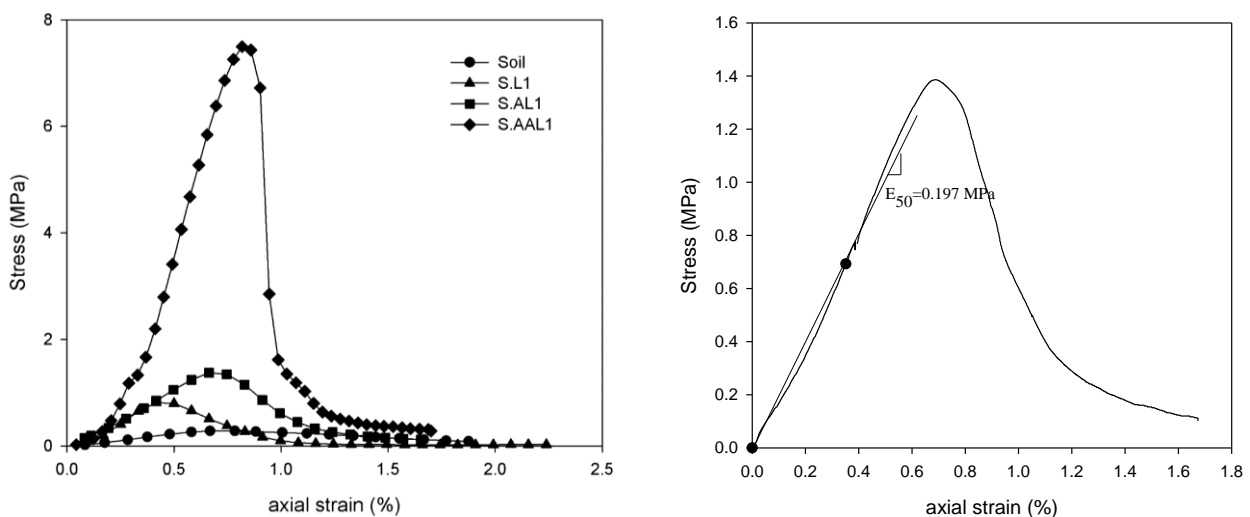 8
6
4
2
0
Stress (MPa)
0.0 0.5 1.0 1.5 2.0 2.5
axial strain (%)
Soil
S.L1
S.AL1
S.AAL1
1.6
1.4
1.2
1.0
0.8
0.6
0.4
0.2
0.0
Stress (MPa)
E50=0.197 MPa
0.0 0.2 0.4 0.6 0.8 1.0 1.2 1.4 1.6 1.8
axial strain (%)